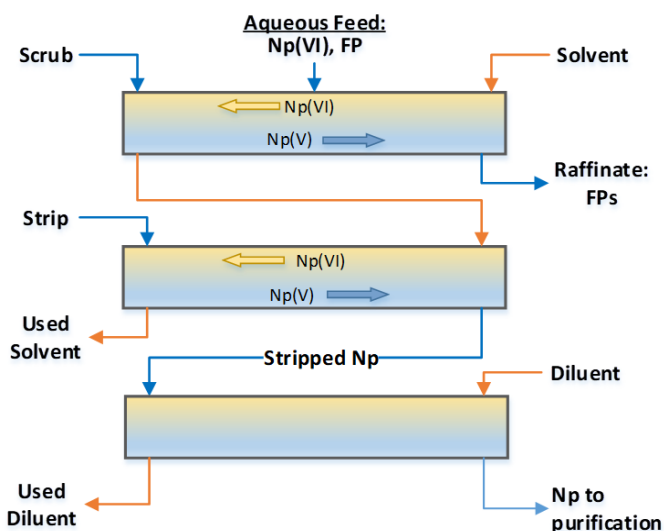 Aqueous Feed:
Np(VI), FP
Scrub
Solvent
Np(VI)
Np(V)
Raffinate:
FPs
Strip
Np(VI)
Np(V)
Used
Solvent
Stripped Np
Diluent
Used
Diluent
Np to
purification